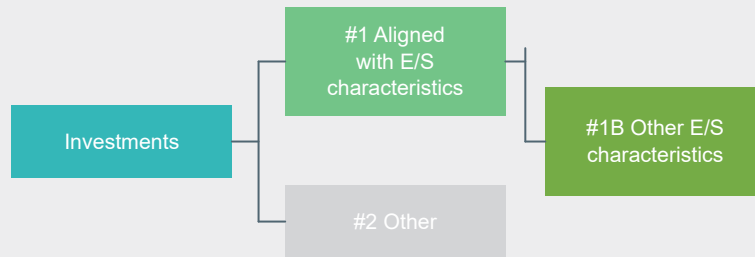 #1 Aligned
with E/S
characteristics
Investments
#1B Other E/S
characteristics
#2 Other